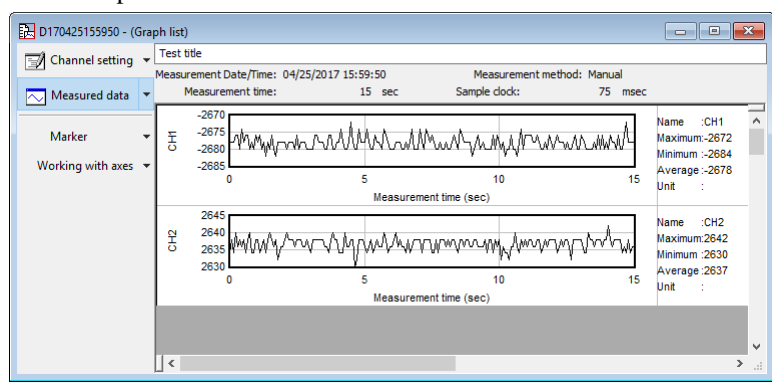 D170425155950 - (Graph list)
Channel setting
Measured data
Marker
Working with axes
Test title
Measurement Date/Time: 04/25/2017 15:59:50 Measurement method: Manual
Measurement time: 15 sec Sample clock: 75 msec
CH1
-2670
-2675
-2680
-2685
0 5 10 15
Measurement time (sec)
Name :CH1
Maximum:-2672
Minimum :-2684
Average :-2678
Unit :
CH2
2645
2640
2635
2630
0 5 10 15
Measurement time (sec)
Name :CH2
Maximum:2642
Minimum :2630
Average :2637
Unit :